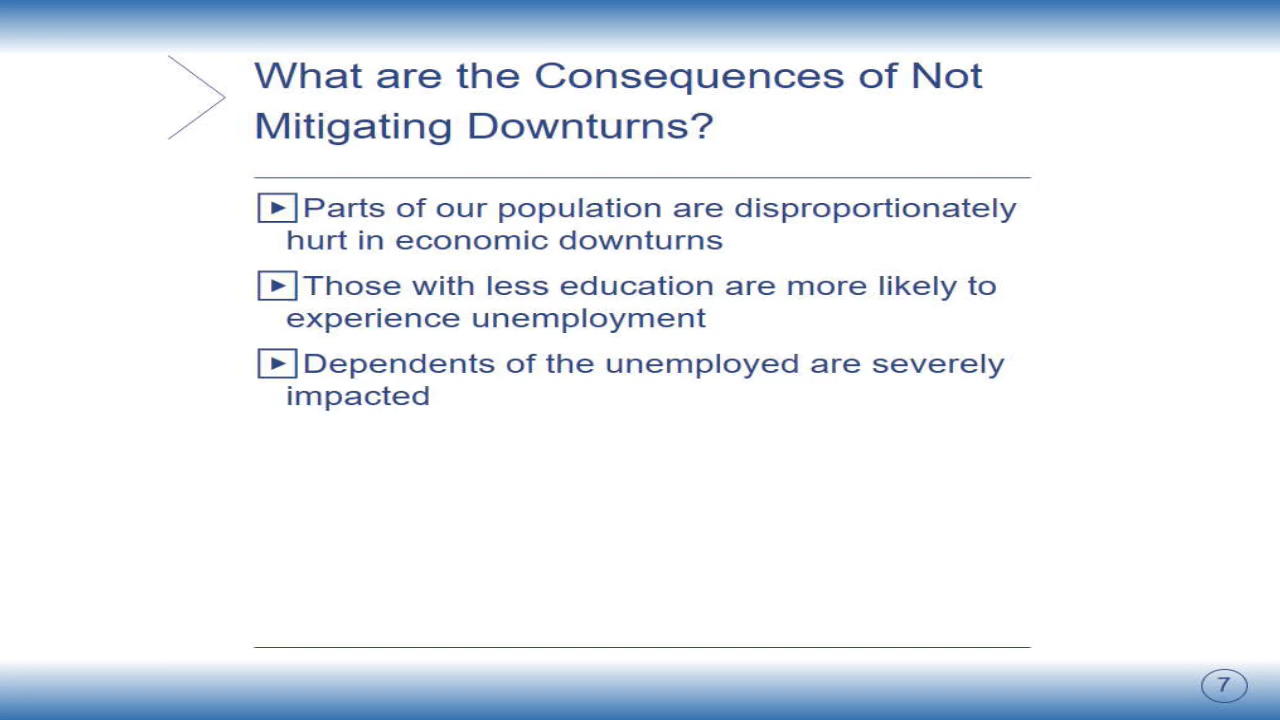 What are the Consequences of Not
Mitigating Downturns?
Parts of our population are disproportionately
hurt in economic downturns
Those with less education are more likely to
experience unemployment
Dependents of the unemployed are severely
impacted
7